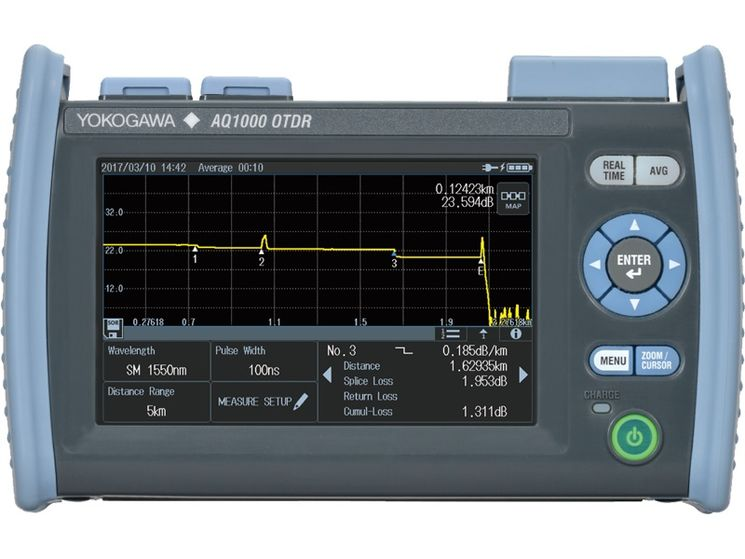 YOKOGAWA ◆ AQ1000 OTDR
2017/03/10 14:42 Average 00:10
0.12423km
23.594dB
MAP
32.0
22.0
12.0
1
2
3
E
SOR
0.27618 0.7 1.1 1.5 1.9
No.3 0.185dB/km
Distance 1.62935km
Splice Loss 1.953dB
Return Loss
Cumul-Loss 1.311dB
Wavelength
SM 1550nm
Pulse Width
100ns
Distance Range
5km
MEASURE SETUP
REAL TIME
AVG
ENTER
MENU
ZOOM / CURSOR
CHARGE